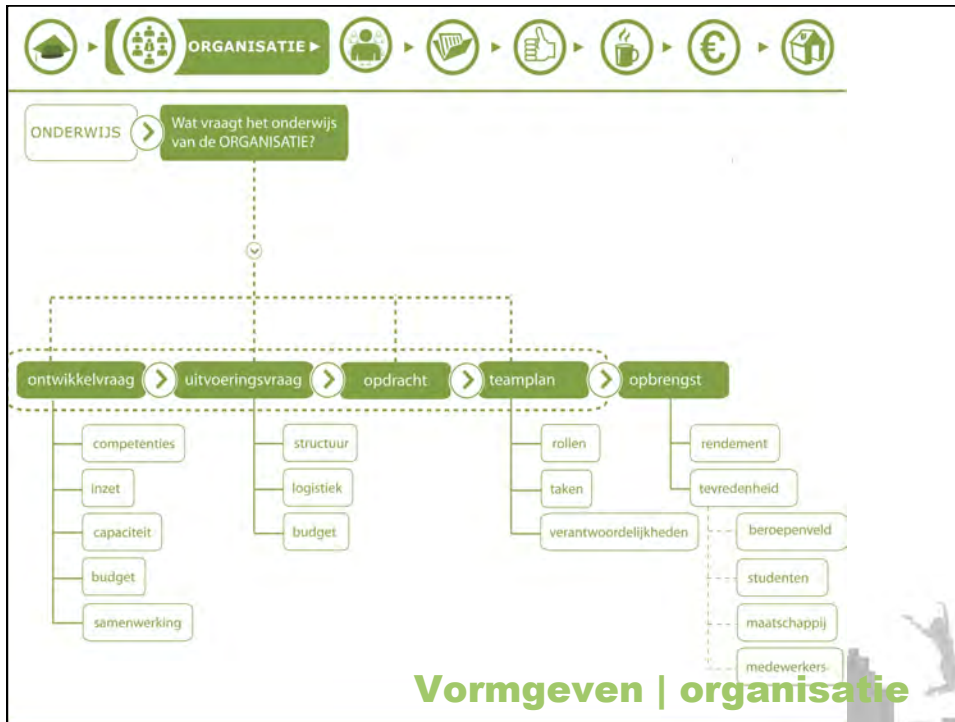 ORGANISATIE
€
ONDERWIJS
Wat vraagt het onderwijs
van de ORGANISATIE?
ontwikkelvraag
uitvoeringsvraag
opdracht
teamplan
opbrengst
competenties
inzet
capaciteit
budget
samenwerking
structuur
logistiek
budget
rollen
taken
verantwoordelijkheden
rendement
tevredenheid
beroepenveld
studenten
maatschappij
medewerkers
Vormgeven | organisatie